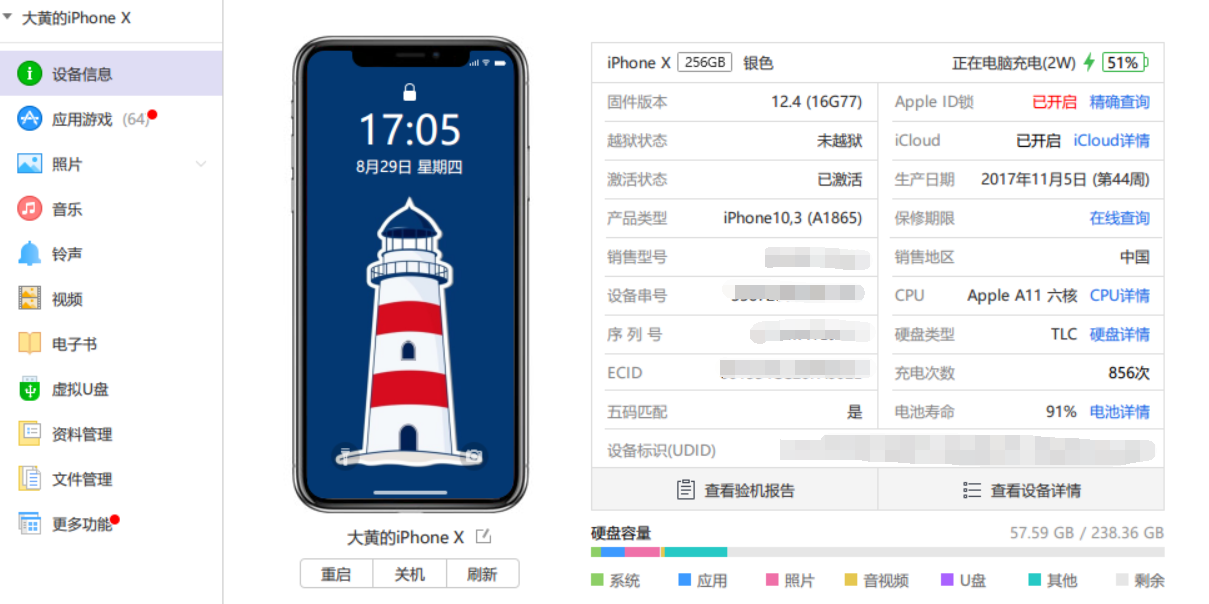 大黄的iPhone X
设备信息
应用游戏 (64)
照片
音乐
铃声
视频
电子书
虚拟U盘
资料管理
文件管理
更多功能
17:05
8月29日 星期四
大黄的iPhone X
重启 关机 刷新
iPhone X 256GB 银色 正在电脑充电(2W) 51%
固件版本 12.4 (16G77) Apple ID锁 已开启 精确查询
越狱状态 未越狱 iCloud 已开启 iCloud详情
激活状态 已激活 生产日期 2017年11月5日 (第44周)
产品类型 iPhone10,3 (A1865) 保修期限 在线查询
销售型号 销售地区 中国
设备串号 CPU Apple A11 六核 CPU详情
序列号 硬盘类型 TLC 硬盘详情
ECID 充电次数 856次
五码匹配 是 电池寿命 91% 电池详情
设备标识(UDID)
查看验机报告 查看设备详情
硬盘容量 57.59 GB / 238.36 GB
系统 应用 照片 音视频 U盘 其他 剩余